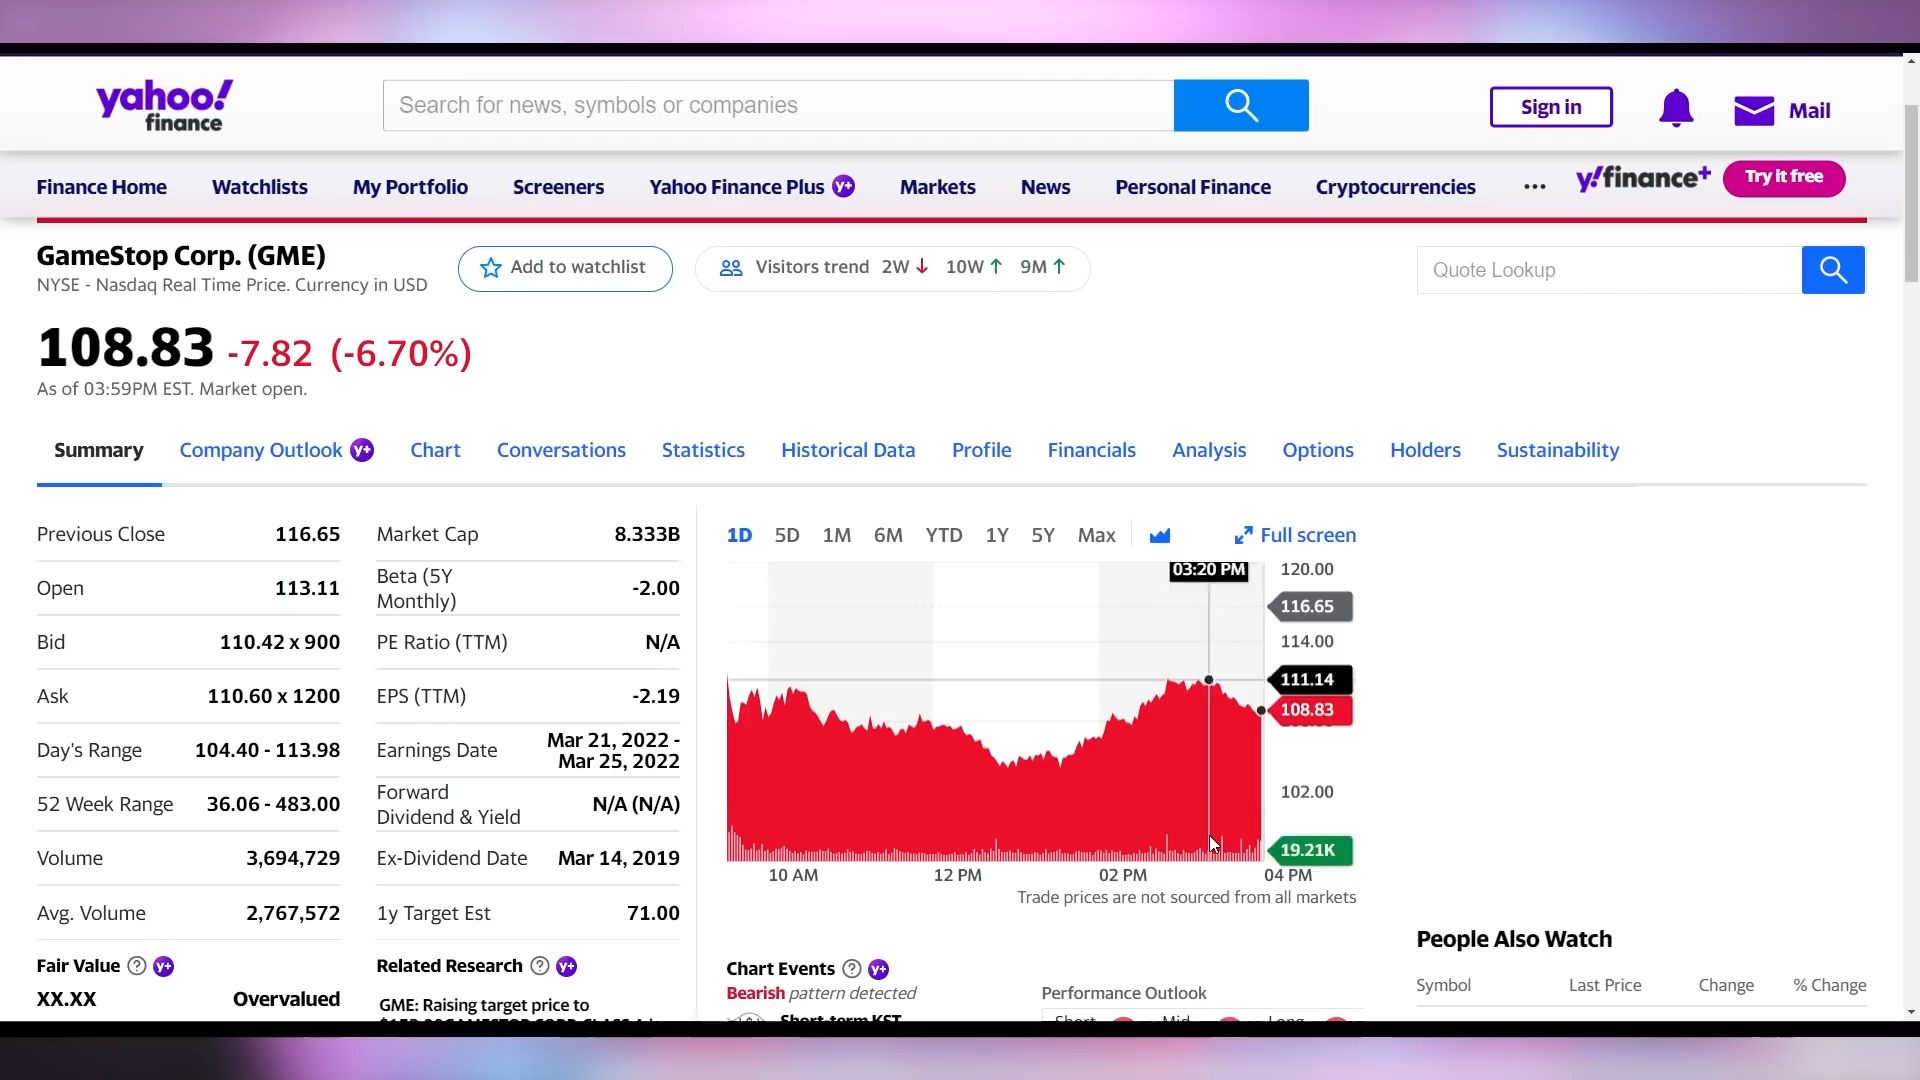 yahoo!
finance
Search for news, symbols or companies
Sign in
Mail
Finance Home
Watchlists
My Portfolio
Screeners
Yahoo Finance Plus y+
Markets
News
Personal Finance
Cryptocurrencies
...
y!finance+
Try it free
GameStop Corp. (GME)
NYSE - Nasdaq Real Time Price. Currency in USD
Add to watchlist
Visitors trend 2W ↓ 10W ↑ 9M ↑
Quote Lookup
108.83 -7.82 (-6.70%)
As of 03:59PM EST. Market open.
Summary
Company Outlook y+
Chart
Conversations
Statistics
Historical Data
Profile
Financials
Analysis
Options
Holders
Sustainability
Previous Close 116.65
Open 113.11
Bid 110.42 x 900
Ask 110.60 x 1200
Day's Range 104.40 - 113.98
52 Week Range 36.06 - 483.00
Volume 3,694,729
Avg. Volume 2,767,572
Fair Value y+
XX.XX Overvalued
Market Cap 8.333B
Beta (5Y
Monthly) -2.00
PE Ratio (TTM) N/A
EPS (TTM) -2.19
Earnings Date Mar 21, 2022 -
Mar 25, 2022
Forward
Dividend & Yield N/A (N/A)
Ex-Dividend Date Mar 14, 2019
1y Target Est 71.00
Related Research y+
GME: Raising target price to
1D 5D 1M 6M YTD 1Y 5Y Max
Full screen
03:20 PM
120.00
116.65
114.00
111.14
108.83
102.00
19.21K
10 AM 12 PM 02 PM 04 PM
Trade prices are not sourced from all markets
Chart Events y+
Bearish pattern detected
Short-term KST
Performance Outlook
Short Mid Long
People Also Watch
Symbol Last Price Change % Change